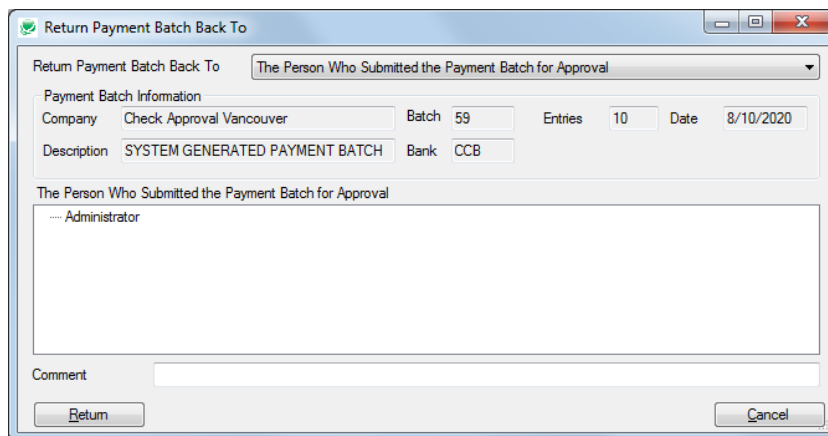 Return Payment Batch Back To
Return Payment Batch Back To The Person Who Submitted the Payment Batch for Approval
Payment Batch Information
Company Check Approval Vancouver Batch 59 Entries 10 Date 8/10/2020
Description SYSTEM GENERATED PAYMENT BATCH Bank CCB
The Person Who Submitted the Payment Batch for Approval
Administrator
Comment
Return Cancel